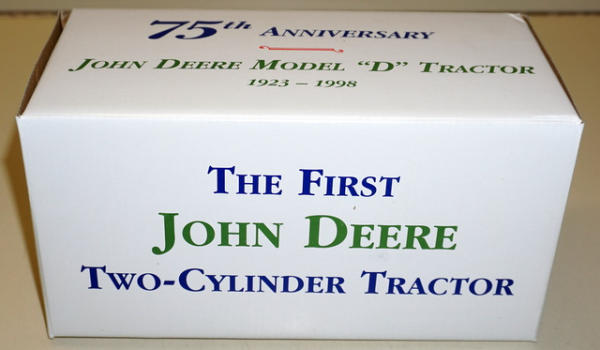 75th Anniversary
John Deere Model “D” Tractor
1923 – 1998
The First
John Deere
Two-Cylinder Tractor